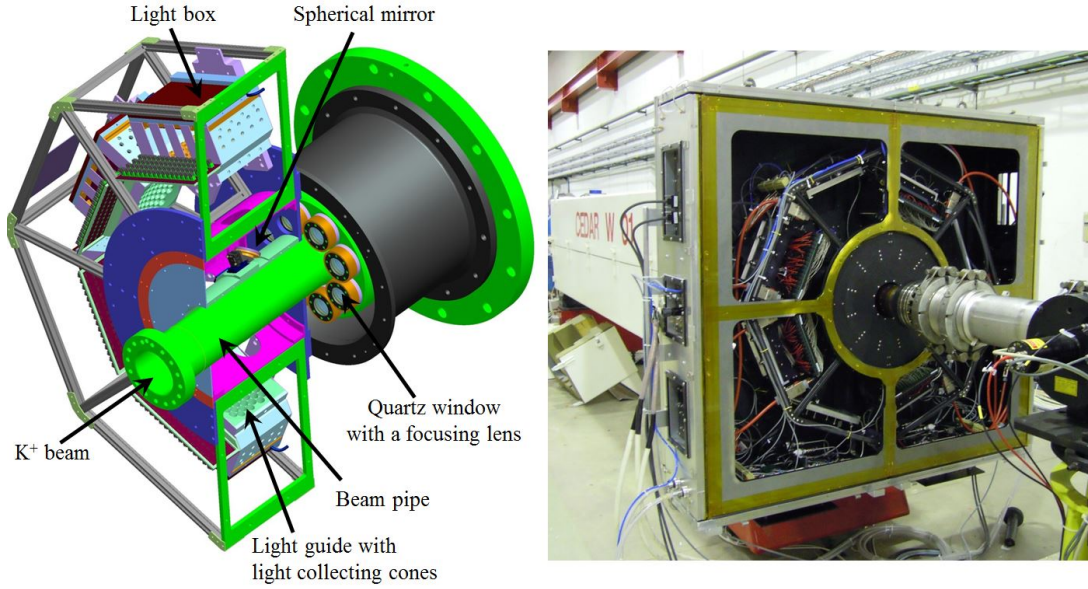 Light box
Spherical mirror
Quartz window
with a focusing lens
K⁺ beam
Beam pipe
Light guide with
light collecting cones
CEDAR W 01